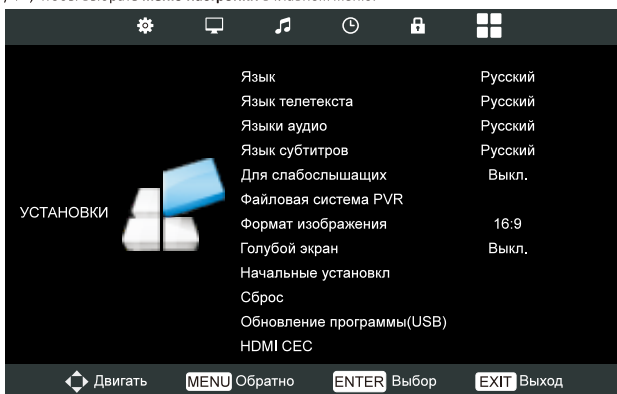 Язык Русский
Язык телетекста Русский
Языки аудио Русский
Язык субтитров Русский
Для слабослышащих Выкл.
Файловая система PVR
УСТАНОВКИ
Формат изображения 16:9
Голубой экран Выкл.
Начальные установкл
Сброс
Обновление программы(USB)
HDMI CEC
Двигать MENU Обратно ENTER Выбор EXIT Выход